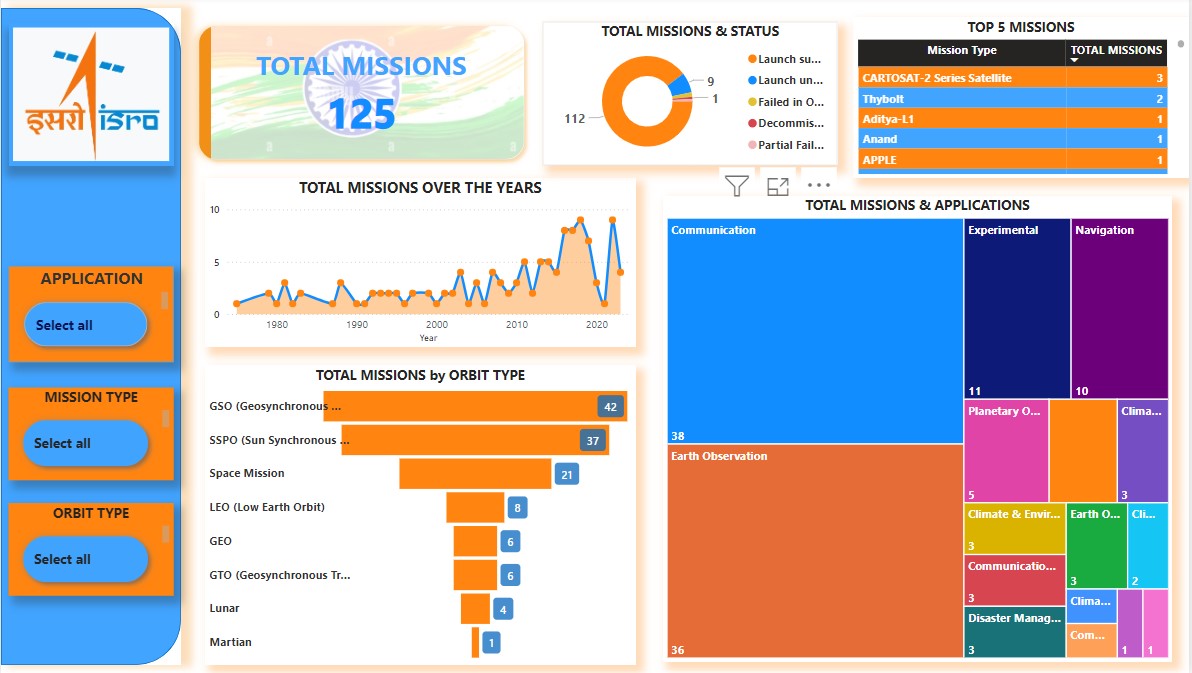 इसरो isro
APPLICATION
Select all
MISSION TYPE
Select all
ORBIT TYPE
Select all
TOTAL MISSIONS
125
TOTAL MISSIONS & STATUS
112
9
1
Launch su...
Launch un...
Failed in O...
Decommis...
Partial Fail...
TOP 5 MISSIONS
Mission Type TOTAL MISSIONS
CARTOSAT-2 Series Satellite 3
Thybolt 2
Aditya-L1 1
Anand 1
APPLE 1
TOTAL MISSIONS OVER THE YEARS
10
5
0
1980 1990 2000 2010 2020
Year
TOTAL MISSIONS by ORBIT TYPE
GSO (Geosynchronous ... 42
SSPO (Sun Synchronous ... 37
Space Mission 21
LEO (Low Earth Orbit) 8
GEO 6
GTO (Geosynchronous Tr... 6
Lunar 4
Martian 1
TOTAL MISSIONS & APPLICATIONS
Communication
38
Earth Observation
36
Experimental
11
Navigation
10
Planetary O...
5
Clima...
3
Climate & Envir...
3
Earth O...
3
Cli...
2
Communicatio...
3
Disaster Manag...
3
Clima...
Com...
1
1